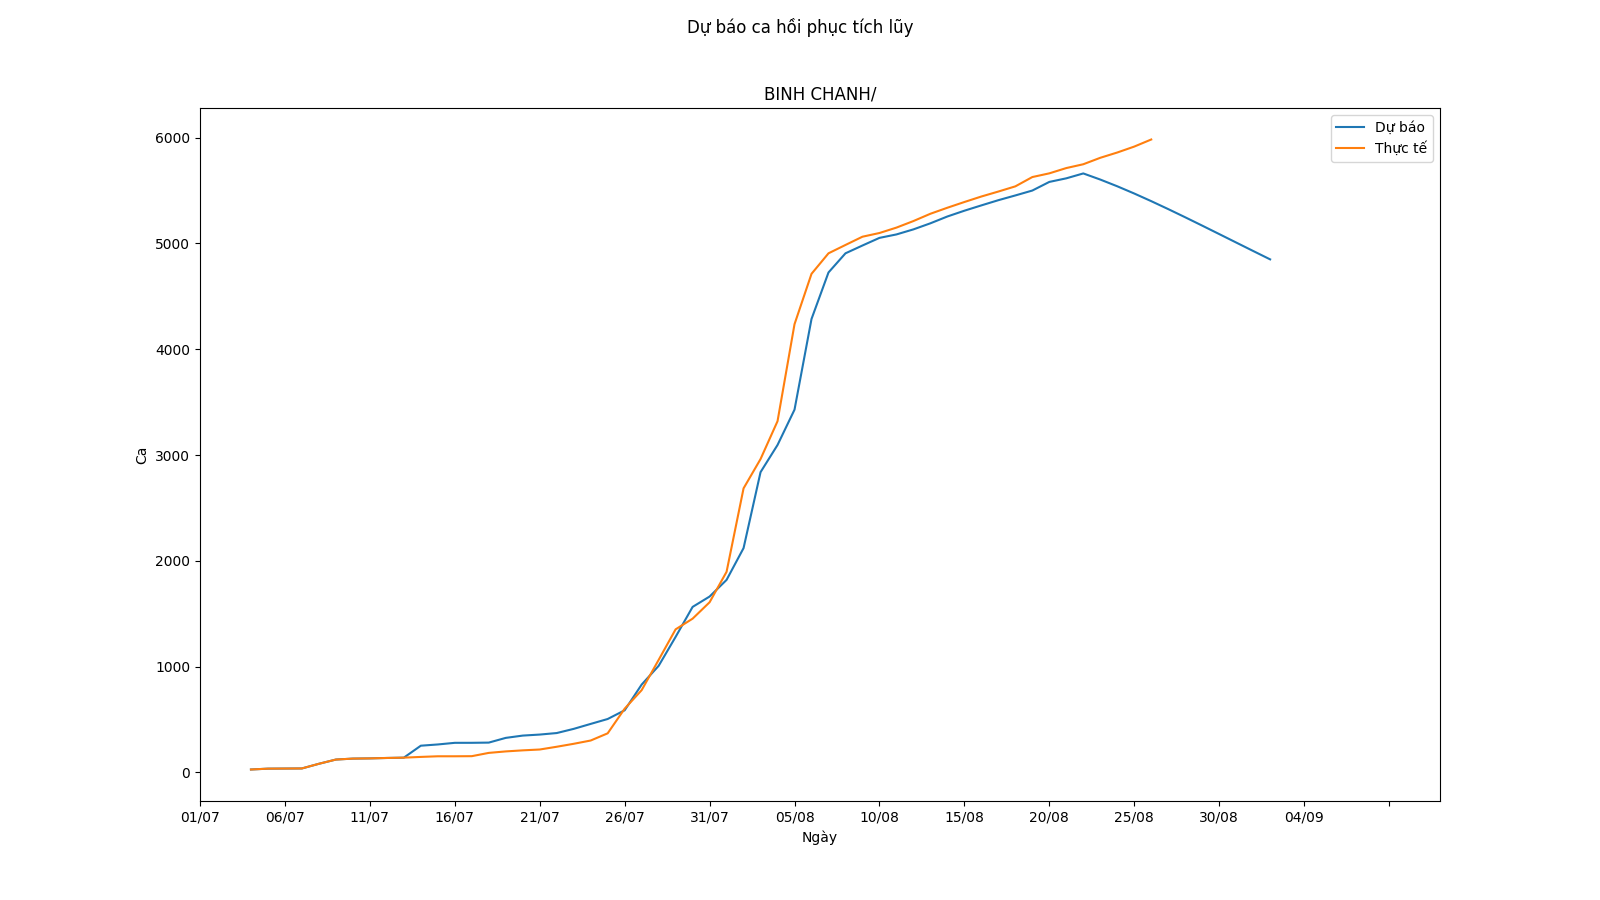 Dự báo ca hồi phục tích lũy
BINH CHANH/
Dự báo
Thực tế
6000
5000
4000
3000
2000
1000
0
Ca
01/07 06/07 11/07 16/07 21/07 26/07 31/07 05/08 10/08 15/08 20/08 25/08 30/08 04/09
Ngày